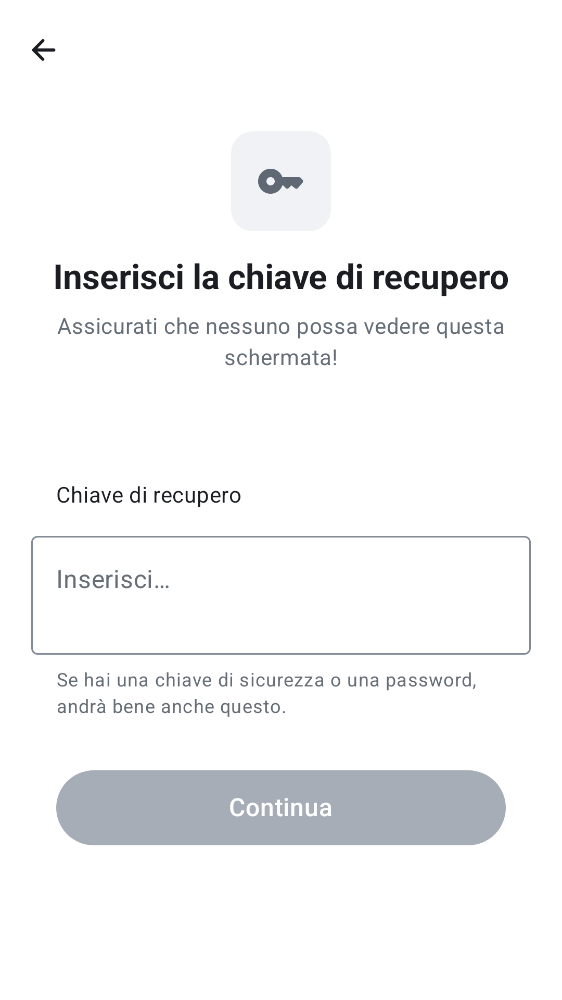 Inserisci la chiave di recupero
Assicurati che nessuno possa vedere questa
schermata!
Chiave di recupero
Inserisci…
Se hai una chiave di sicurezza o una password,
andrà bene anche questo.
Continua